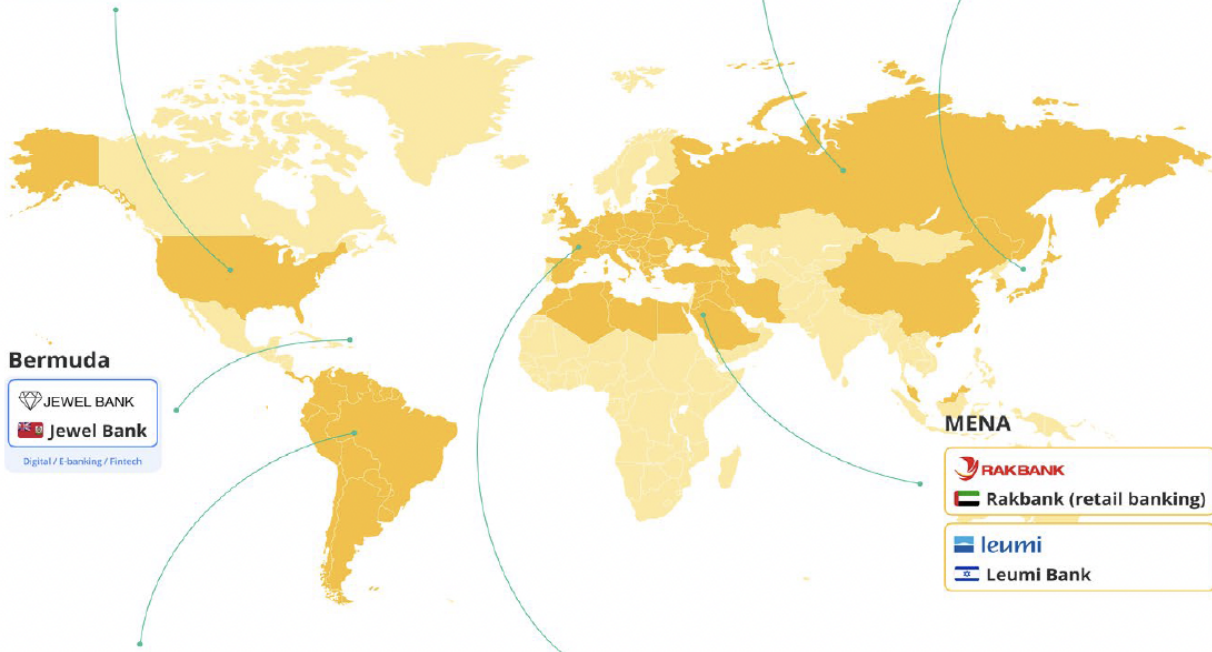 Bermuda
JEWEL BANK
Jewel Bank
Digital / E-banking / Fintech
MENA
RAKBANK
Rakbank (retail banking)
leumi
Leumi Bank